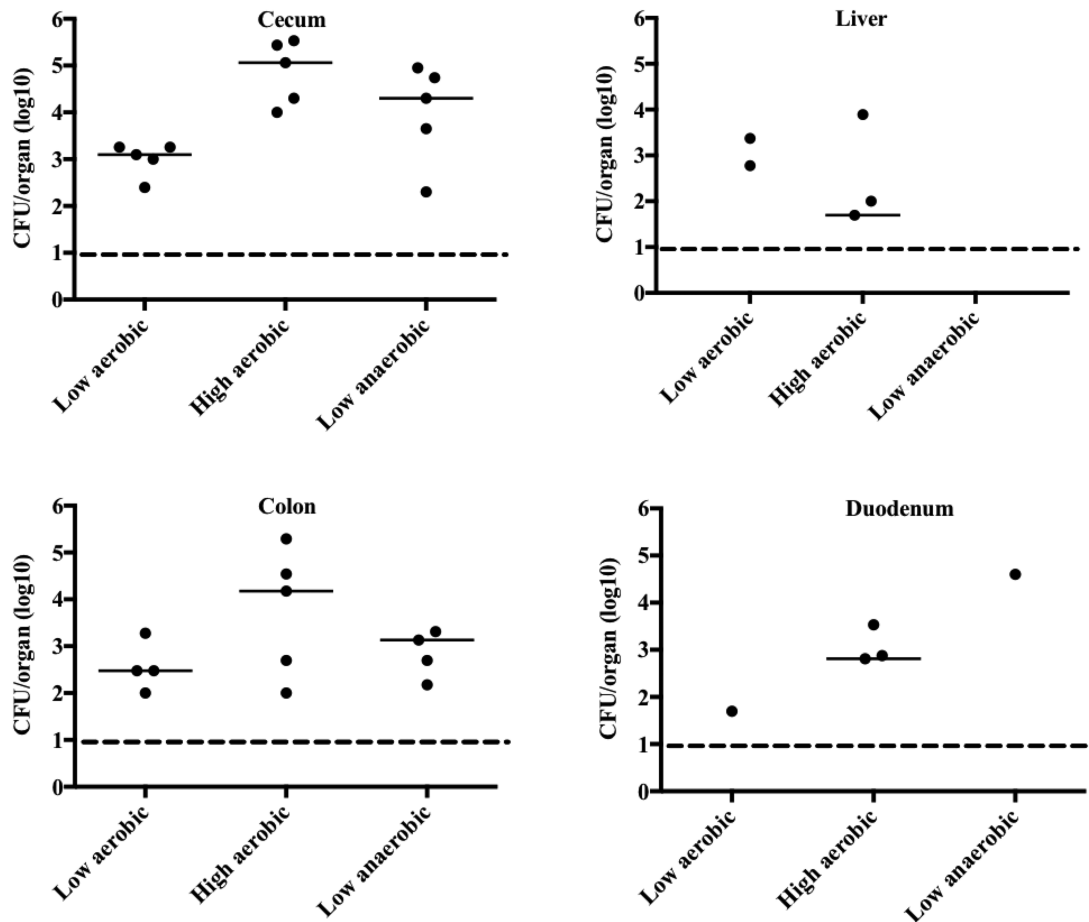 Cecum
CFU/organ (log10)
6
5
4
3
2
1
0
Low aerobic
High aerobic
Low anaerobic
Liver
CFU/organ (log10)
6
5
4
3
2
1
0
Low aerobic
High aerobic
Low anaerobic
Colon
CFU/organ (log10)
6
5
4
3
2
1
0
Low aerobic
High aerobic
Low anaerobic
Duodenum
CFU/organ (log10)
6
5
4
3
2
1
0
Low aerobic
High aerobic
Low anaerobic